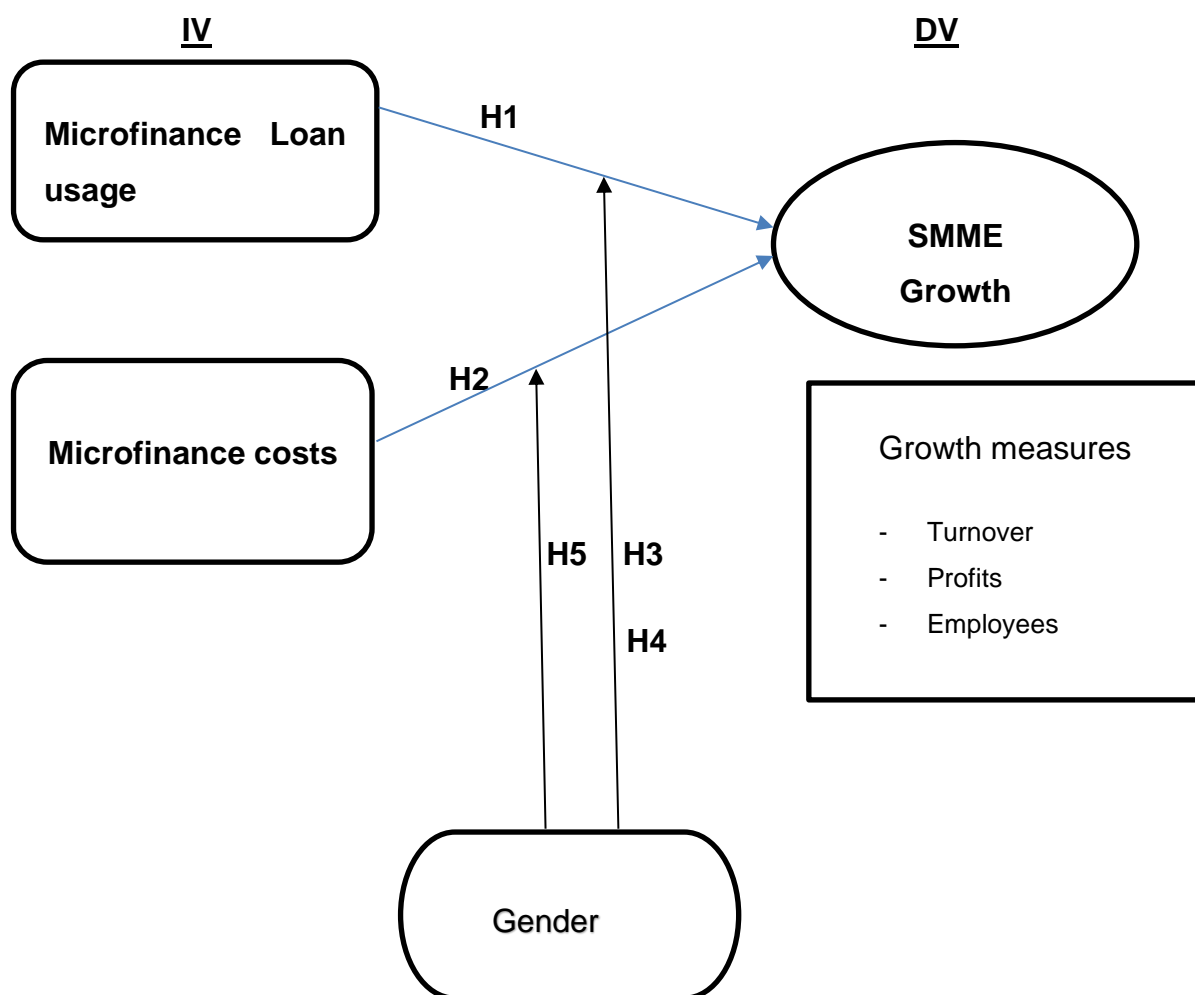 IV
DV
Microfinance Loan
usage
H1
SMME
Growth
H2
Microfinance costs
Growth measures
- Turnover
- Profits
- Employees
H5
H3
H4
Gender